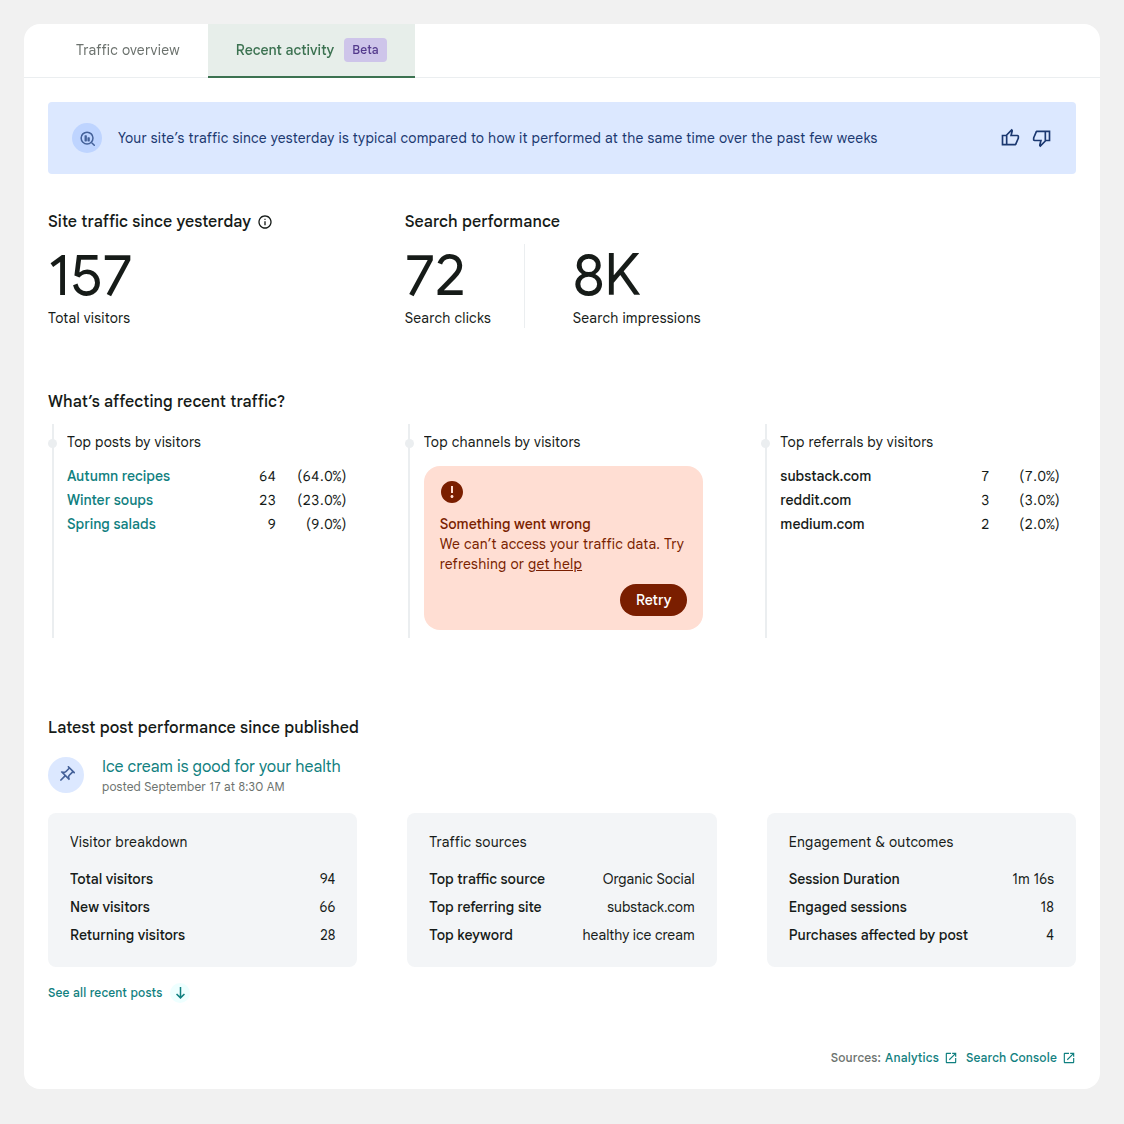 Traffic overview
Recent activity
Beta
Your site’s traffic since yesterday is typical compared to how it performed at the same time over the past few weeks
Site traffic since yesterday
157
Total visitors
Search performance
72
Search clicks
8K
Search impressions
What’s affecting recent traffic?
Top posts by visitors
Autumn recipes 64 (64.0%)
Winter soups 23 (23.0%)
Spring salads 9 (9.0%)
Top channels by visitors
Something went wrong
We can’t access your traffic data. Try
refreshing or get help
Retry
Top referrals by visitors
substack.com 7 (7.0%)
reddit.com 3 (3.0%)
medium.com 2 (2.0%)
Latest post performance since published
Ice cream is good for your health
posted September 17 at 8:30 AM
Visitor breakdown
Total visitors 94
New visitors 66
Returning visitors 28
Traffic sources
Top traffic source Organic Social
Top referring site substack.com
Top keyword healthy ice cream
Engagement & outcomes
Session Duration 1m 16s
Engaged sessions 18
Purchases affected by post 4
See all recent posts
Sources: Analytics Search Console